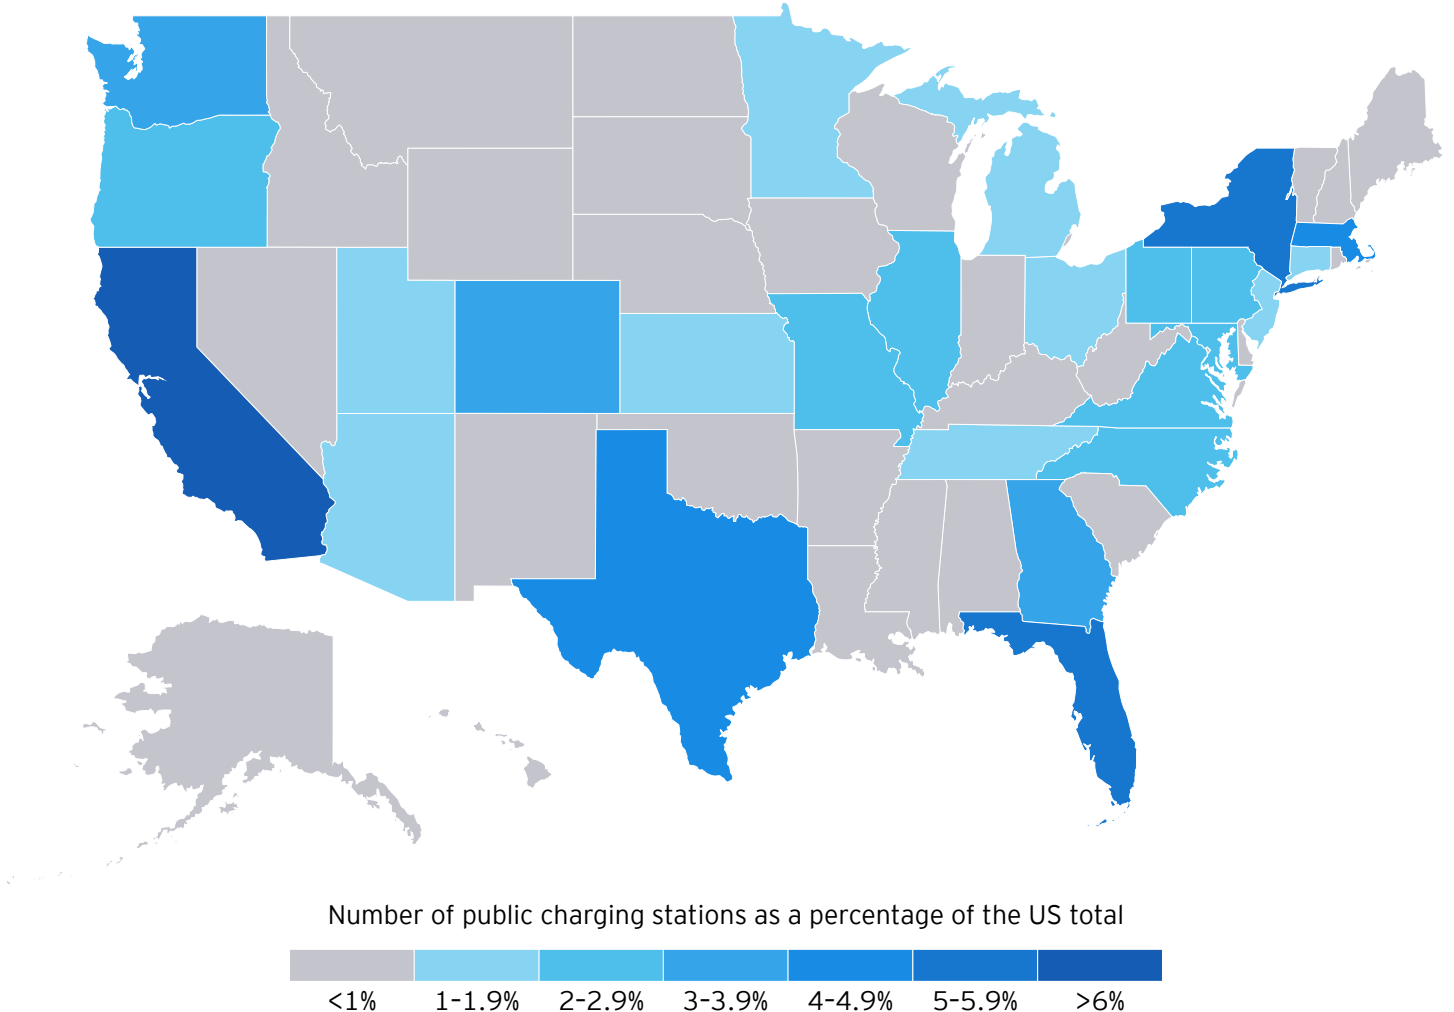 Number of public charging stations as a percentage of the US total
<1% 1-1.9% 2-2.9% 3-3.9% 4-4.9% 5-5.9% >6%